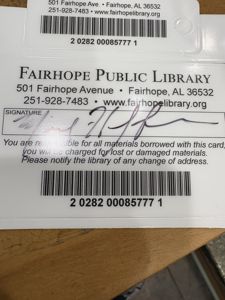 501 Fairhope Ave. • Fairhope, AL 36532
251-928-7483 • www.fairhopelibrary.org
2 0282 00085777 1
FAIRHOPE PUBLIC LIBRARY
501 Fairhope Avenue • Fairhope, AL 36532
251-928-7483 • www.fairhopelibrary.org
SIGNATURE
You are responsible for all materials borrowed with this card,
you will be charged for lost or damaged materials.
Please notify the library of any change of address.
2 0282 00085777 1